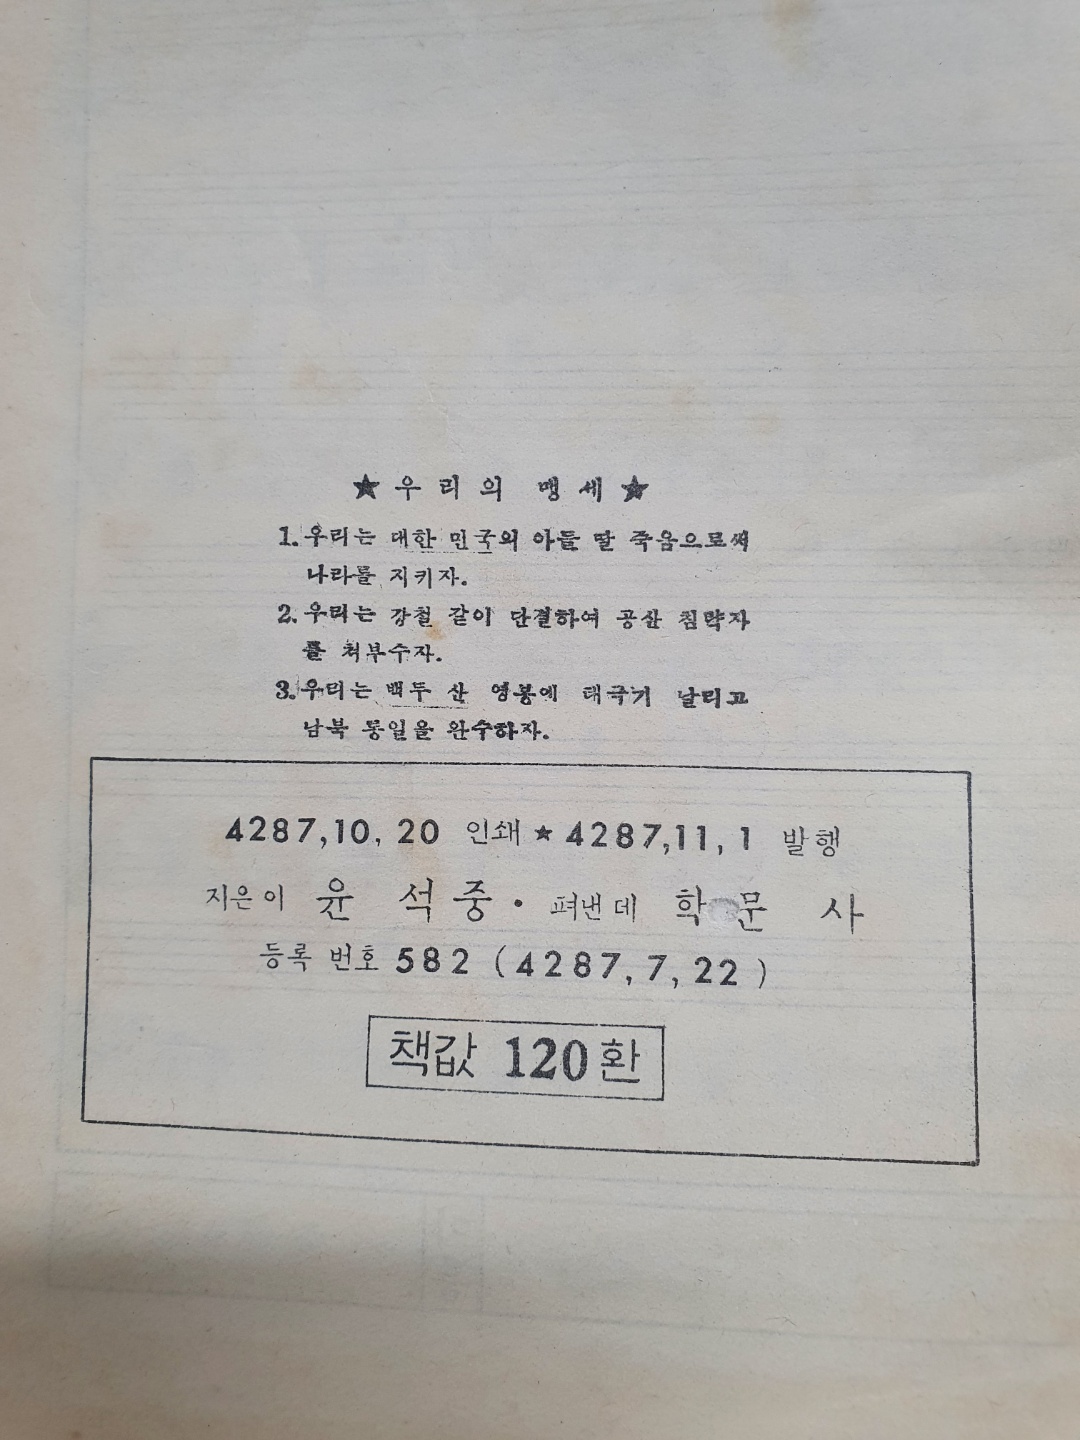 ★우리의 맹세★
1. 우리는 대한 민국의 아들 딸 죽음으로써
나라를 지키자.
2. 우리는 강철 같이 단결하여 공산 침략자
를 쳐부수자.
3. 우리는 백두 산 영봉에 태극기 날리고
남북 통일을 완수하자.
4287,10,20 인쇄 ★ 4287,11,1 발행
지은이 윤석중 · 펴낸데 학문사
등록 번호 582 (4287,7,22)
책값 120환